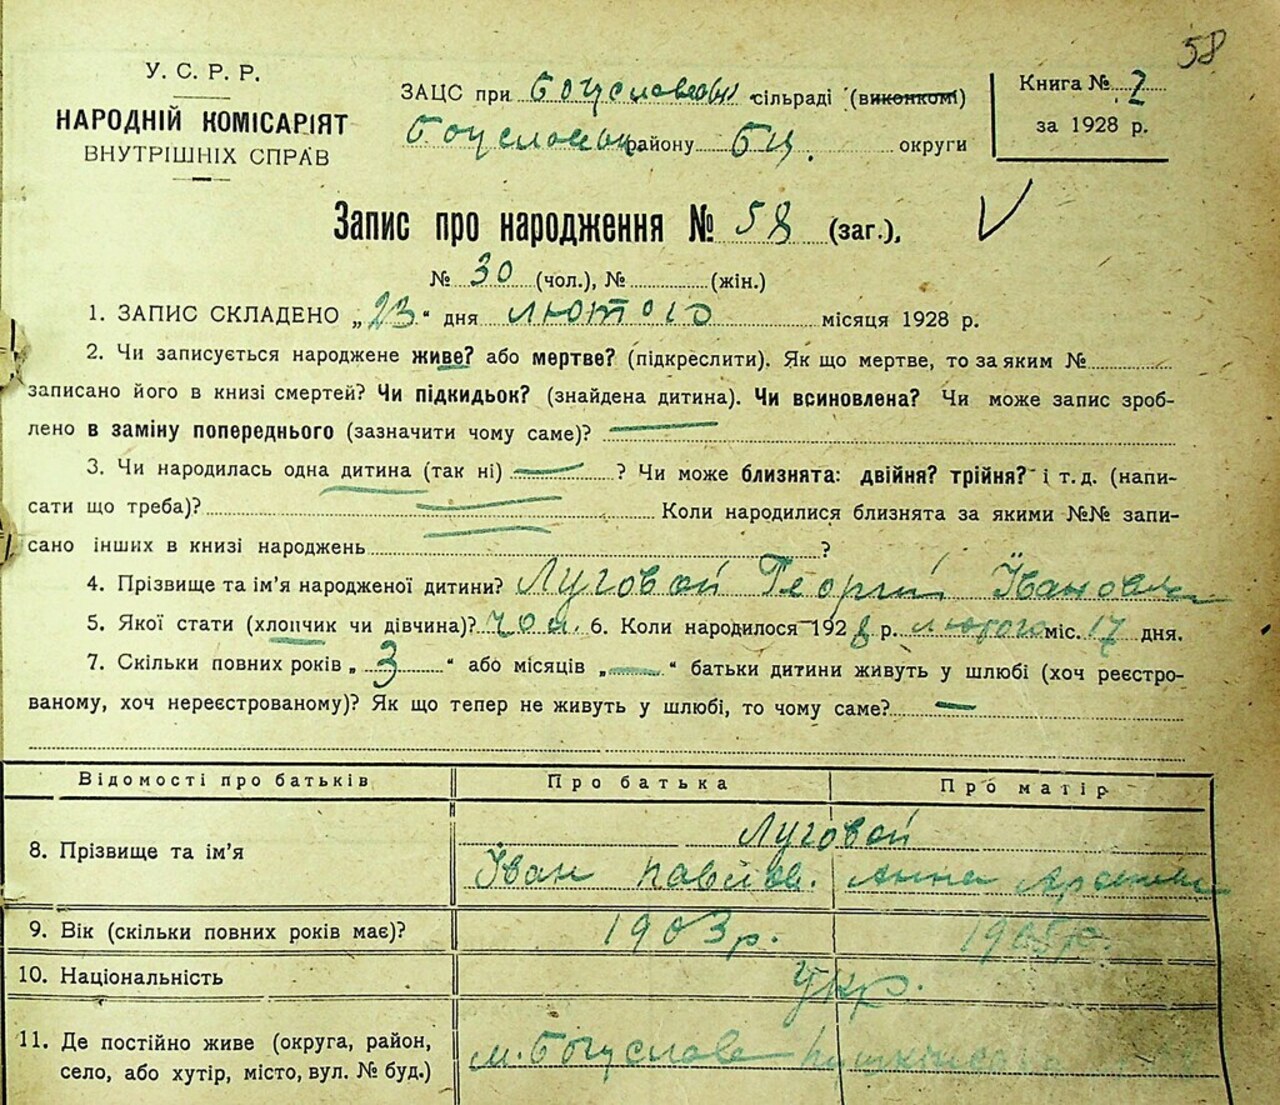 58
У. С. Р. Р.
НАРОДНІЙ КОМІСАРІЯТ
ВНУТРІШНІХ СПРАВ
ЗАЦС при Богуславській сільраді (виконкомі)
Богуславськ району БЦ. округи
Книга № 2
за 1928 р.
Запис про народження № 58 (заг.),
№ 30 (чол.), № (жін.)
1. ЗАПИС СКЛАДЕНО „23“ дня лютого місяця 1928 р.
2. Чи записується народжене живе? або мертве? (підкреслити). Як що мертве, то за яким №
записано його в книзі смертей? Чи підкидьок? (знайдена дитина). Чи всиновлена? Чи може запис зроб-
лено в заміну попереднього (зазначити чому саме)? —
3. Чи народилась одна дитина (так ні) — ? Чи може близнята: двійня? трійня? і т. д. (напи-
сати що треба)? — Коли народилися близнята за якими №№ запи-
сано інших в книзі народжень — ?
4. Прізвище та ім'я народженої дитини? Луговой Георгій Іванович
5. Якої стати (хлопчик чи дівчина)? чол. 6. Коли народилося 1928 р. лютого міс. 17 дня.
7. Скільки повних років „ 3 “ або місяців „ — “ батьки дитини живуть у шлюбі (хоч реєстро-
ваному, хоч нереєстрованому)? Як що тепер не живуть у шлюбі, то чому саме? —
Відомості про батьків Про батька Про матір
Луговой
8. Прізвище та ім'я Іван Павлов. Анна
9. Вік (скільки повних років має)? 1903 р. 1905 р.
10. Національність Укр.
11. Де постійно живе (округа, район,
село, або хутір, місто, вул. № буд.) м. Богуслав